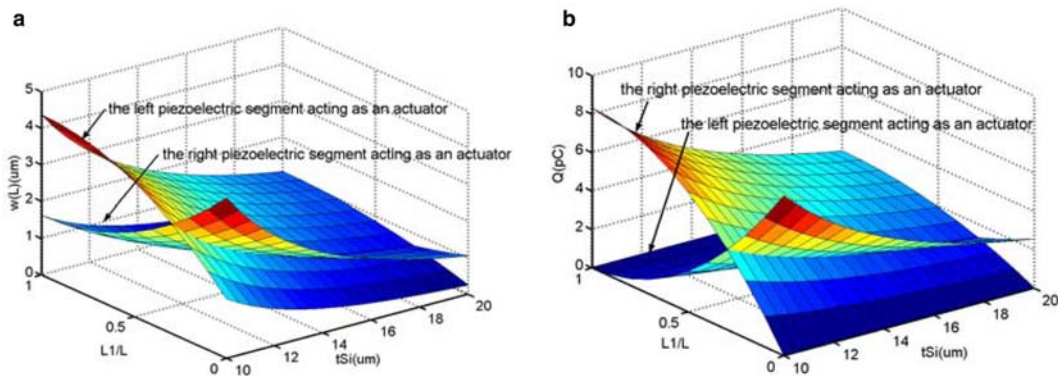 a
5
4
3
2
1
0
w(L)(um)
the left piezoelectric segment acting as an actuator
the right piezoelectric segment acting as an actuator
1
0.5
0
L1/L
10
12
14
16
18
20
tSi(um)
b
10
8
6
4
2
0
Q(pC)
the right piezoelectric segment acting as an actuator
the left piezoelectric segment acting as an actuator
1
0.5
0
L1/L
10
12
14
16
18
20
tSi(um)